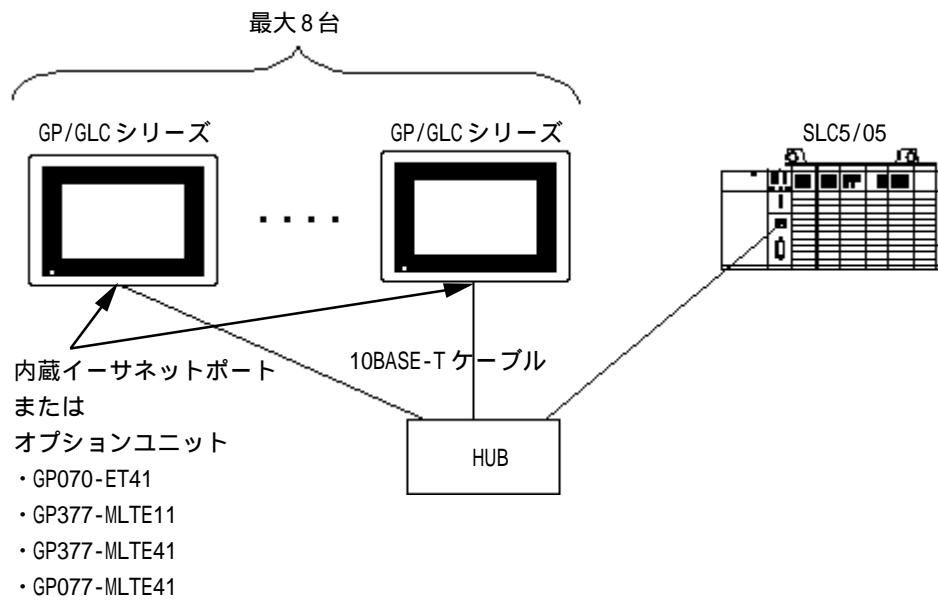 最大8台
GP/GLCシリーズ
GP/GLCシリーズ
SLC5/05
・・・・
10BASE-Tケーブル
内蔵イーサネットポート
または
オプションユニット
・GP070-ET41
・GP377-MLTE11
・GP377-MLTE41
・GP077-MLTE41
HUB